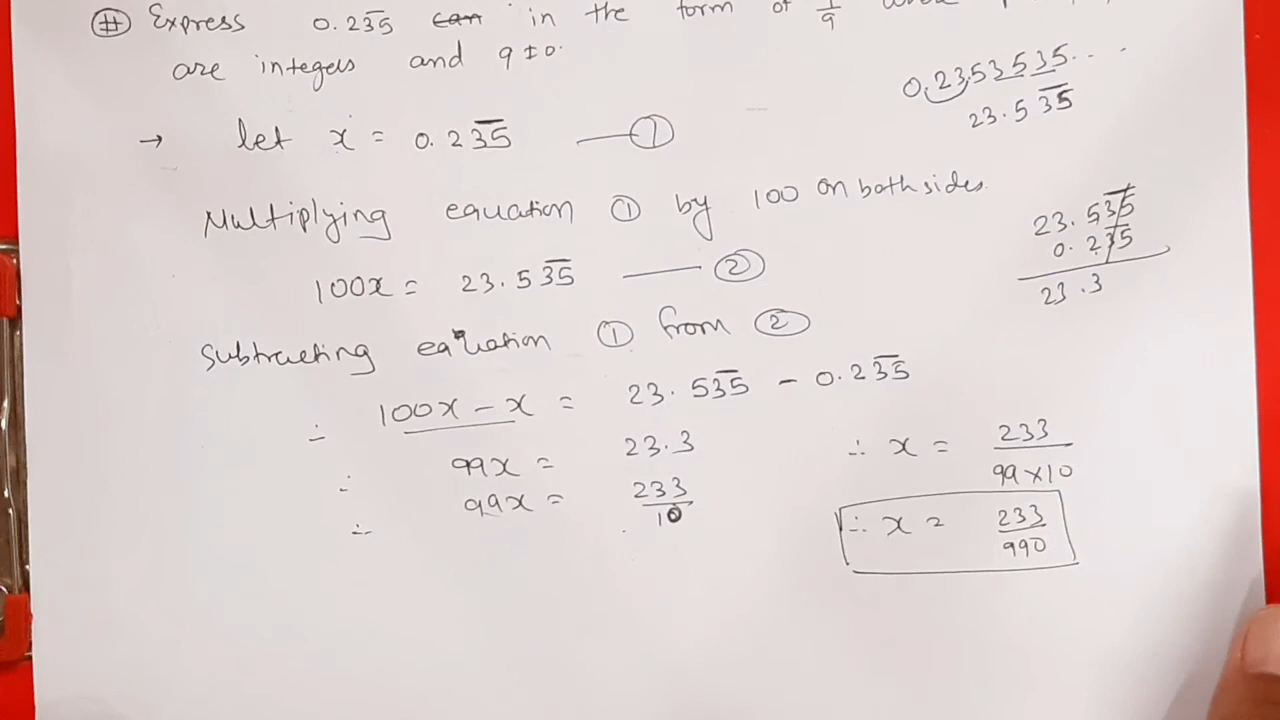 # Express 0.23̅5̅ can in the form of 1/q
are integers and q ≠ 0.
0.2353535...
23.53̅5̅
→ let x = 0.23̅5̅ —— ①
Multiplying equation ① by 100 on both sides.
23.53̅5̅
0.23̅5̅
23.3
100x = 23.53̅5̅ —— ②
Subtracting equation ① from ②
∴ 100x - x = 23.53̅5̅ - 0.23̅5̅
∴ 99x = 23.3
∴ 99x = 233/10
∴ x = 233/99×10
∴ x = 233/990